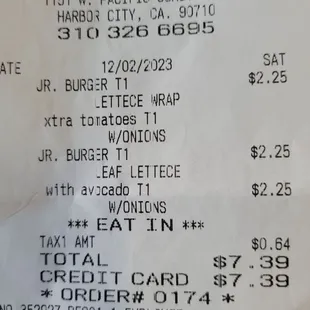 HARBOR CITY, CA. 90710
310 326 6695
ATE 12/02/2023 SAT
JR. BURGER T1 $2.25
LETTECE WRAP
xtra tomatoes T1
W/ONIONS
JR. BURGER T1 $2.25
LEAF LETTECE
with avocado T1 $2.25
W/ONIONS
*** EAT IN ***
TAX1 AMT $0.64
TOTAL $7.39
CREDIT CARD $7.39
* ORDER# 0174 *